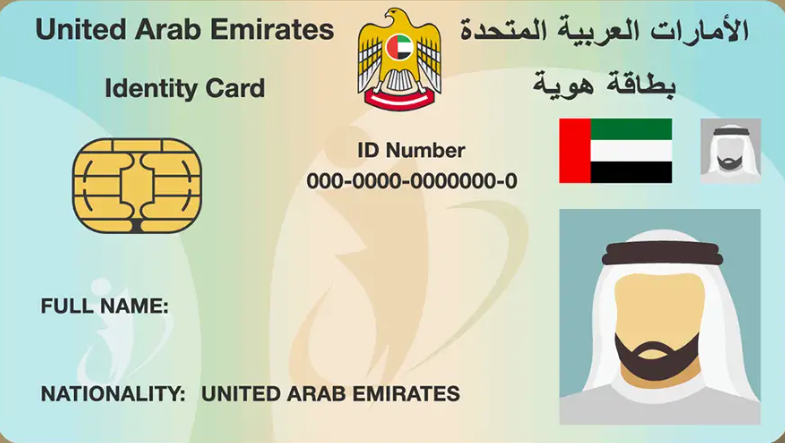 United Arab Emirates
الأمارات العربية المتحدة
Identity Card
بطاقة هوية
ID Number
000-0000-0000000-0
FULL NAME:
NATIONALITY: UNITED ARAB EMIRATES